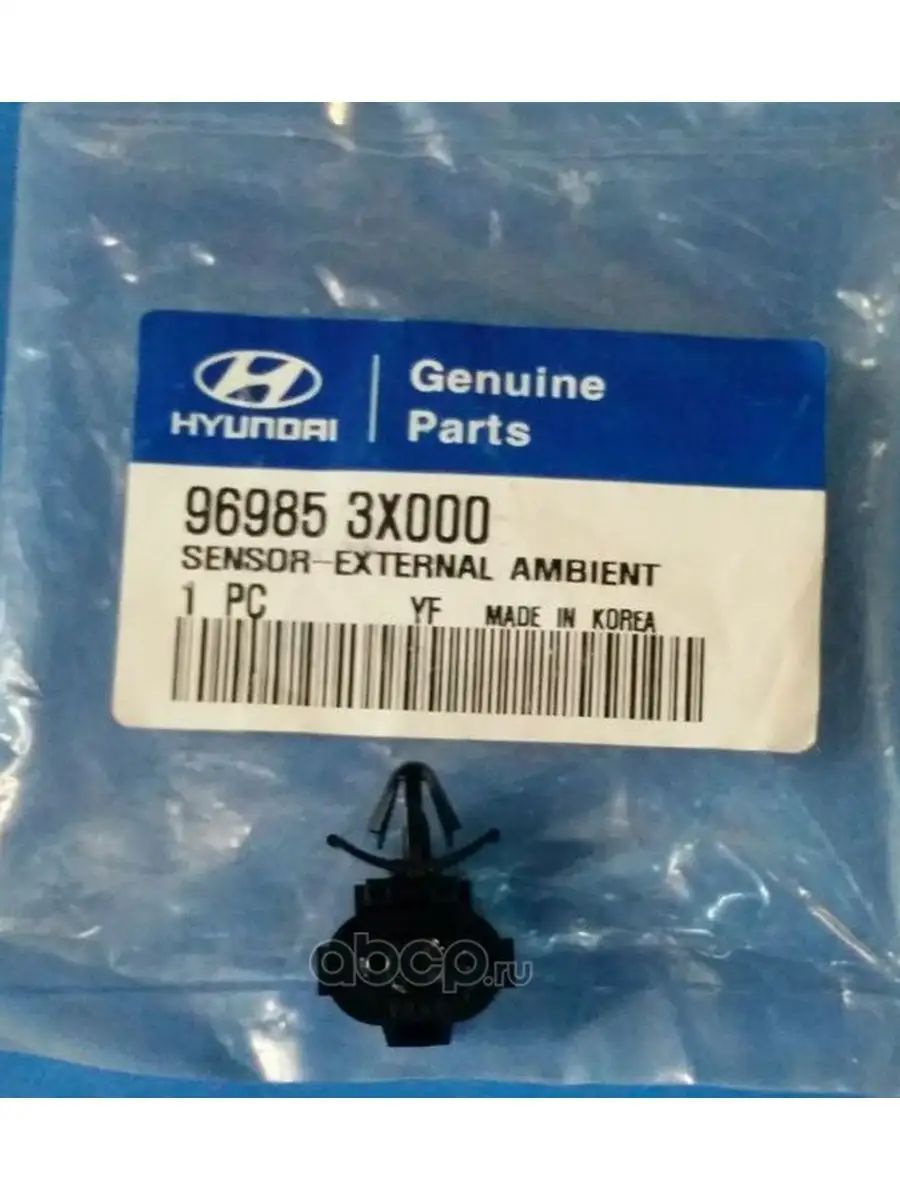 HYUNDAI
Genuine
Parts
96985 3X000
SENSOR-EXTERNAL AMBIENT
1 PC YF MADE IN KOREA
abcp.ru